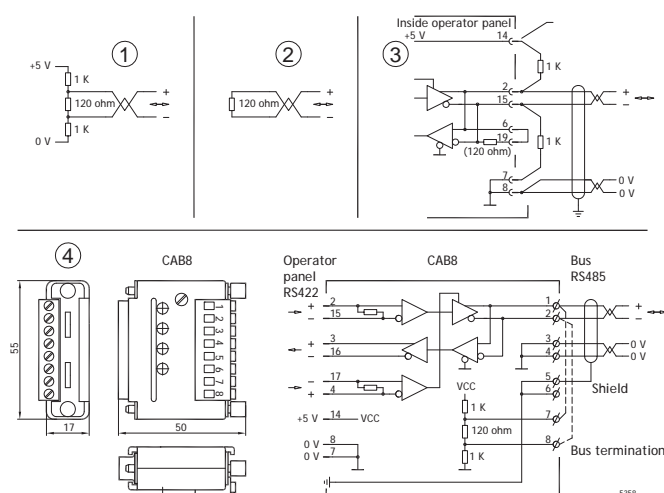 1
+5 V
1 K
120 ohm
+
−
1 K
0 V
2
120 ohm
+
−
3
Inside operator panel
+5 V
14
1 K
2
+
15
−
6
19
(120 ohm)
1 K
7
0 V
8
0 V
4
CAB8
55
17
50
1
2
3
4
5
6
7
8
Operator
panel
RS422
CAB8
Bus
RS485
+
2
1
+
−
15
2
−
+
3
3
0 V
−
16
4
0 V
−
17
5
Shield
+
4
6
VCC
+5 V
14
VCC
1 K
7
120 ohm
0 V
8
8
0 V
7
1 K
Bus termination
5258